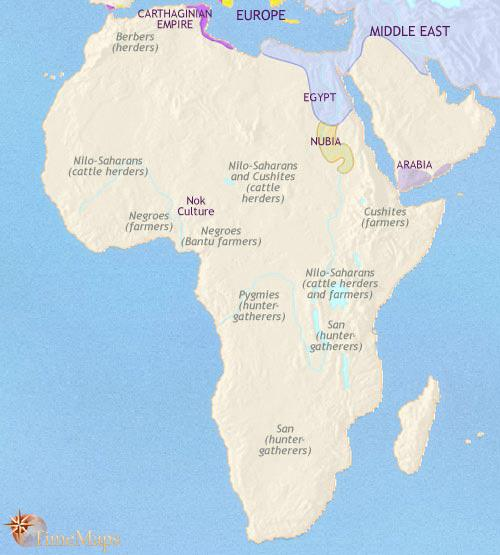 CARTHAGINIAN
EMPIRE
EUROPE
MIDDLE EAST
Berbers
(herders)
EGYPT
NUBIA
ARABIA
Nilo-Saharans
(cattle herders)
Nilo-Saharans
and Cushites
(cattle
herders)
Nok
Culture
Negroes
(farmers)
Cushites
(farmers)
Negroes
(Bantu farmers)
Nilo-Saharans
(cattle herders
and farmers)
Pygmies
(hunter-
gatherers)
San
(hunter-
gatherers)
San
(hunter-
gatherers)
TimeMaps